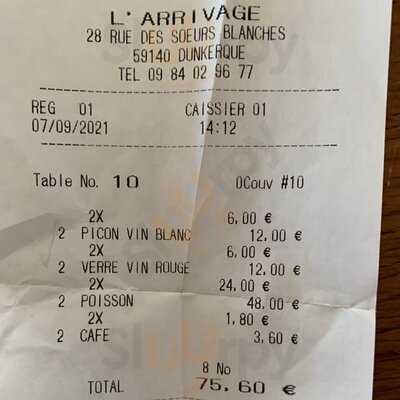 L' ARRIVAGE
28 RUE DES SOEURS BLANCHES
59140 DUNKERQUE
TEL 09 84 02 96 77
REG 01 CAISSIER 01
07/09/2021 14:12
Table No. 10 0Couv #10
2X 6,00 €
2 PICON VIN BLANC 12,00 €
2X 6,00 €
2 VERRE VIN ROUGE 12,00 €
2X 24,00 €
2 POISSON 48,00 €
2X 1,80 €
2 CAFE 3,60 €
8 No
TOTAL 75,60 €